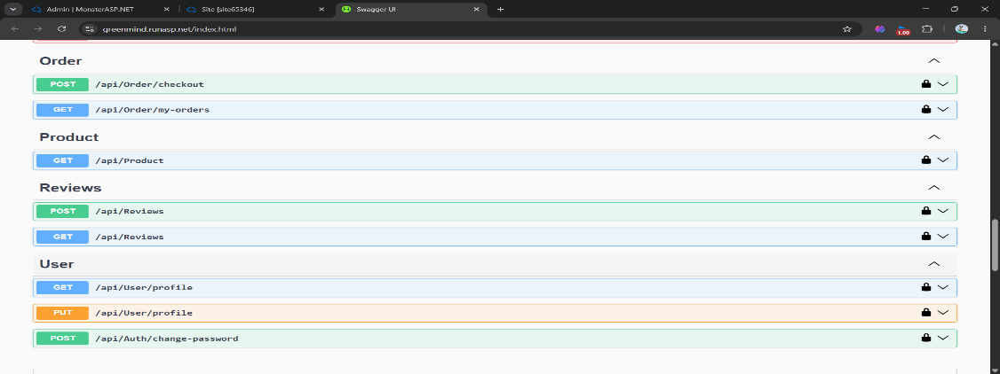 Admin | MonsterASP.NET
Site [site65346]
Swagger UI
greenmind.runasp.net/index.html
1.00
Order
POST /api/Order/checkout
GET /api/Order/my-orders
Product
GET /api/Product
Reviews
POST /api/Reviews
GET /api/Reviews
User
GET /api/User/profile
PUT /api/User/profile
POST /api/Auth/change-password